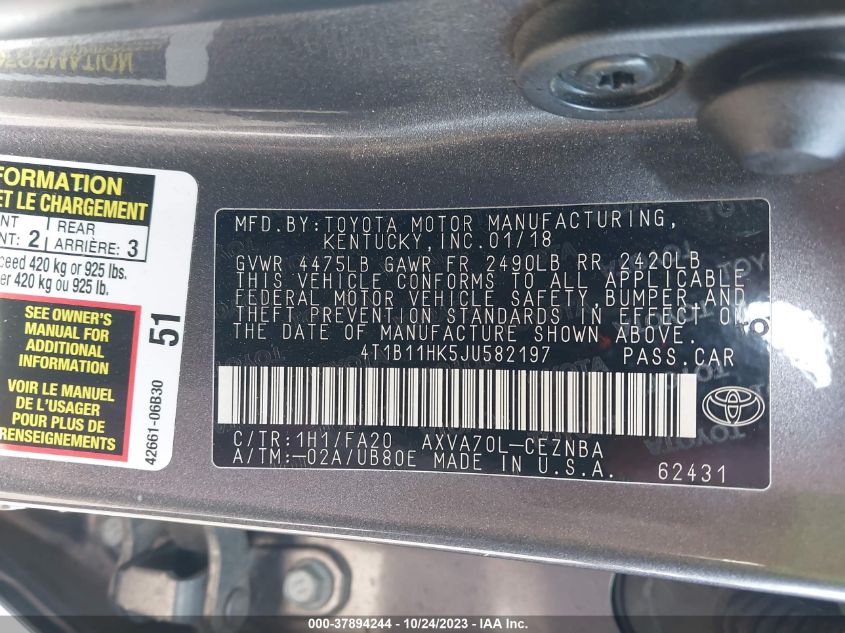 FORMATION
ET LE CHARGEMENT
NT 2 REAR 3
NT: ARRIÈRE:
ceed 420 kg or 925 lbs.
er 420 kg ou 925 lb.
SEE OWNER'S
MANUAL FOR
ADDITIONAL
INFORMATION
VOIR LE MANUEL
DE L'USAGER
POUR PLUS DE
RENSEIGNEMENTS
51
42661-06B30
MFD. BY: TOYOTA MOTOR MANUFACTURING,
KENTUCKY, INC. 01/18
GVWR 4475LB GAWR FR 2490LB RR 2420LB
THIS VEHICLE CONFORMS TO ALL APPLICABLE
FEDERAL MOTOR VEHICLE SAFETY, BUMPER, AND
THEFT PREVENTION STANDARDS IN EFFECT ON
THE DATE OF MANUFACTURE SHOWN ABOVE.
4T1B11HK5JU582197 PASS. CAR
C/TR: 1H1/FA20 AXVA70L-CEZNBA
A/TM: -02A/UB80E MADE IN U.S.A. 62431
000-37894244 - 10/24/2023 - IAAI.com